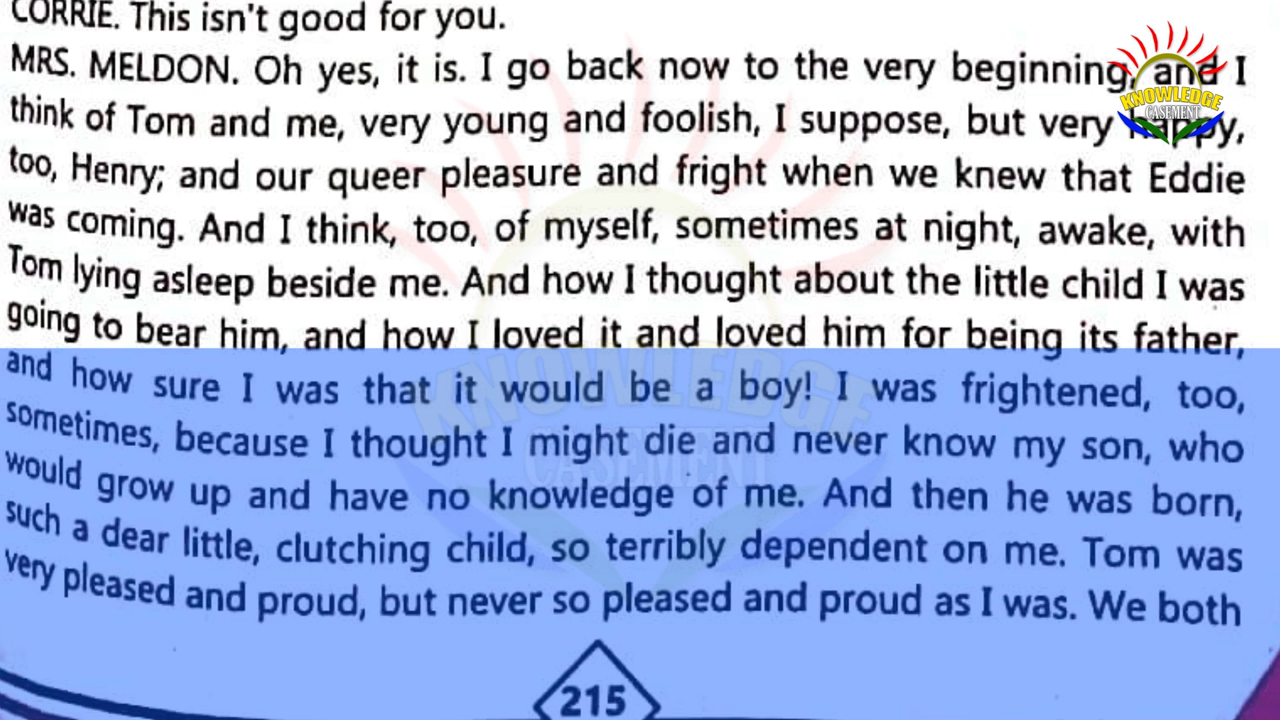 CORRIE. This isn't good for you.
MRS. MELDON. Oh yes, it is. I go back now to the very beginning, and I
KNOWLEDGE
CASEMENT
think of Tom and me, very young and foolish, I suppose, but very happy,
too, Henry; and our queer pleasure and fright when we knew that Eddie
was coming. And I think, too, of myself, sometimes at night, awake, with
Tom lying asleep beside me. And how I thought about the little child I was
going to bear him, and how I loved it and loved him for being its father,
and how sure I was that it would be a boy! I was frightened, too,
sometimes, because I thought I might die and never know my son, who
would grow up and have no knowledge of me. And then he was born,
such a dear little, clutching child, so terribly dependent on me. Tom was
very pleased and proud, but never so pleased and proud as I was. We both
KNOWLEDGE
CASEMENT
215